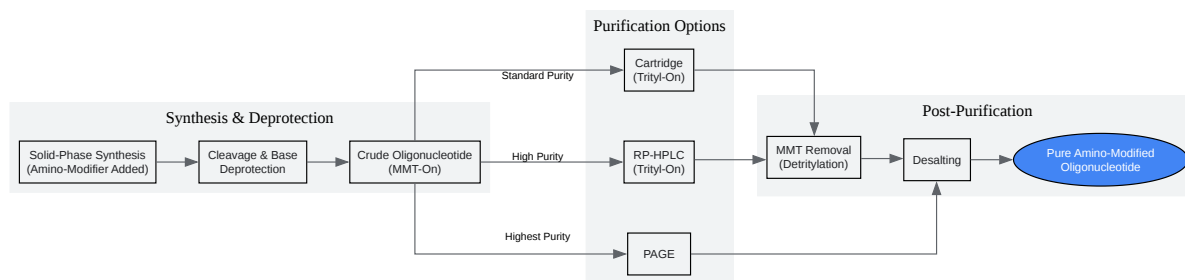 Purification Options
Cartridge
(Trityl-On)
Standard Purity
Synthesis & Deprotection
Post-Purification
Solid-Phase Synthesis
(Amino-Modifier Added)
Cleavage & Base
Deprotection
Crude Oligonucleotide
(MMT-On)
High Purity
RP-HPLC
(Trityl-On)
MMT Removal
(Detritylation)
Desalting
Pure Amino-Modified
Oligonucleotide
Highest Purity
PAGE